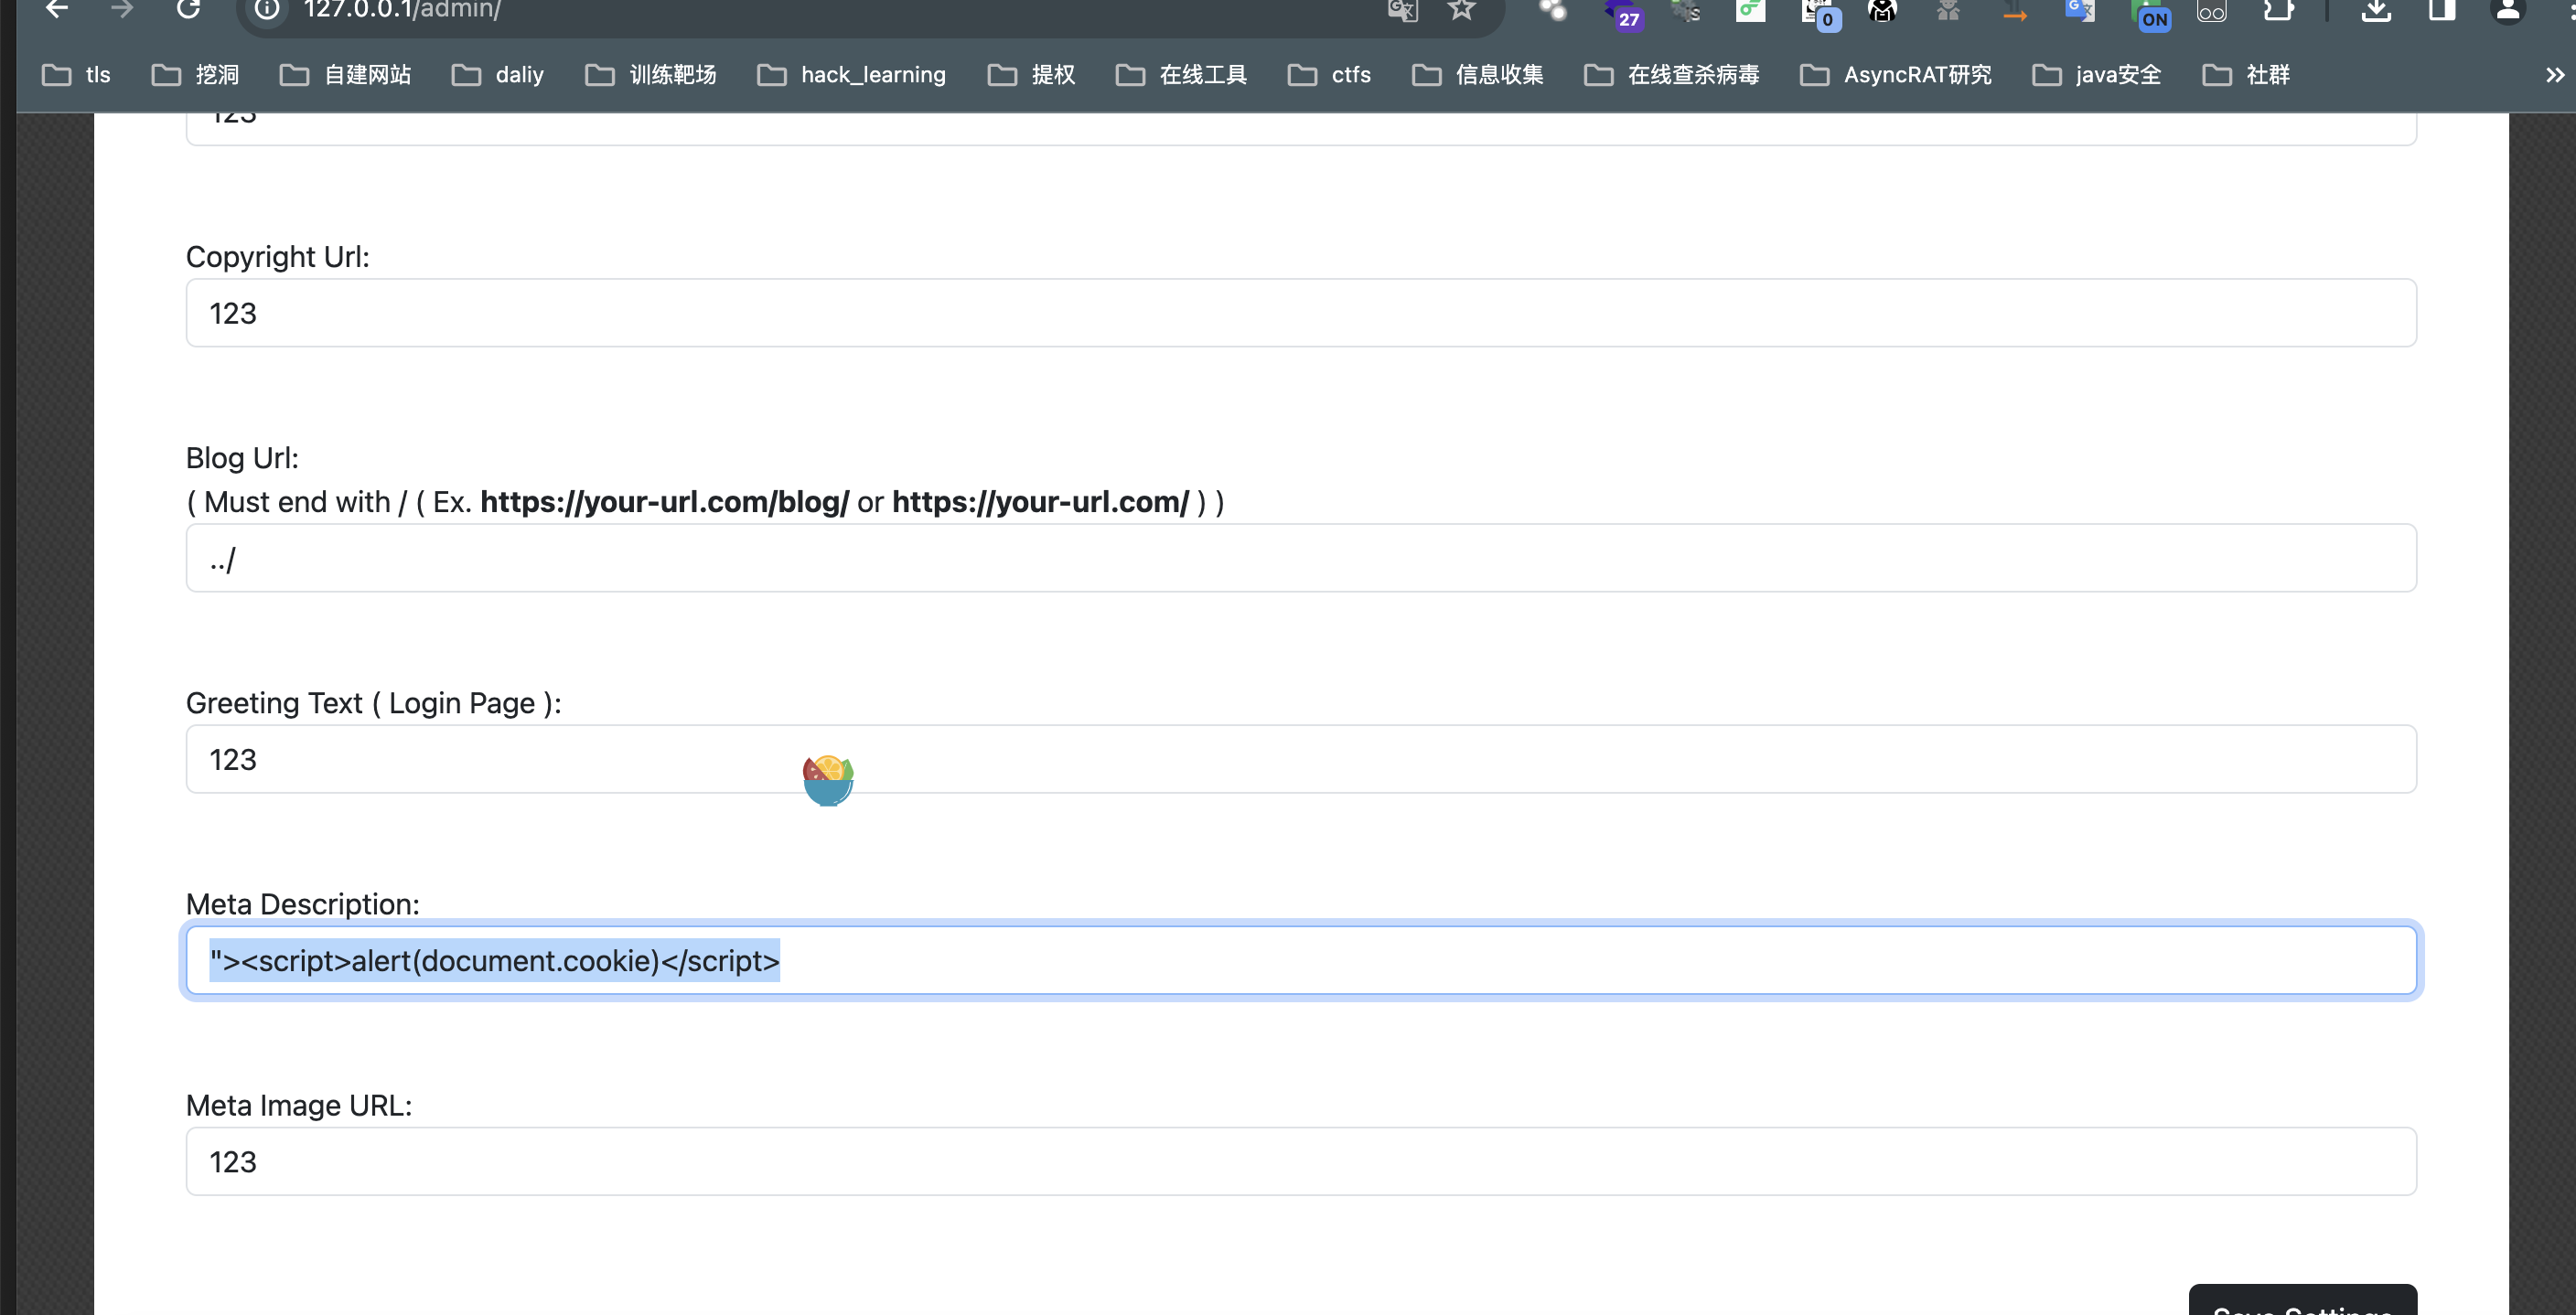 127.0.0.1/admin/
27 0 ON
tls 挖洞 自建网站 daliy 训练靶场 hack_learning 提权 在线工具 ctfs 信息收集 在线查杀病毒 AsyncRAT研究 java安全 社群
123
Copyright Url:
123
Blog Url:
( Must end with / ( Ex. https://your-url.com/blog/ or https://your-url.com/ ) )
../
Greeting Text ( Login Page ):
123
Meta Description:
"><script>alert(document.cookie)</script>
Meta Image URL:
123
Save Settings